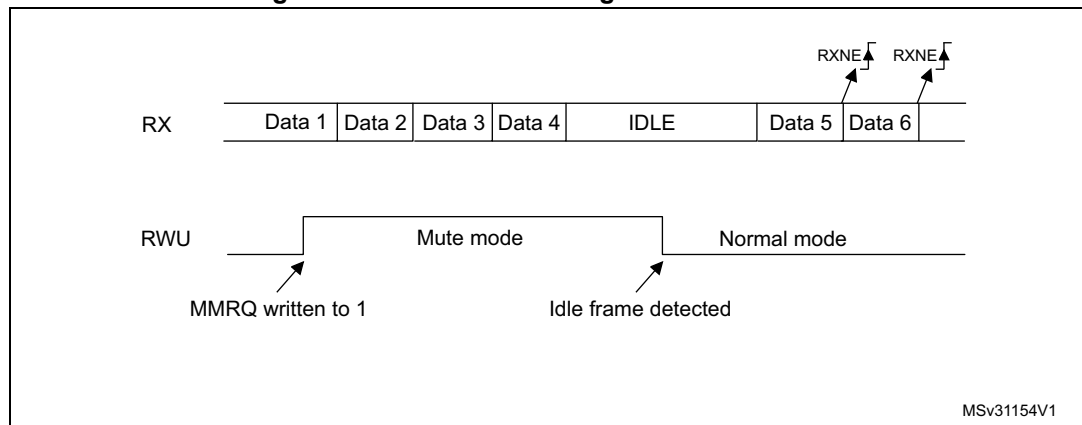 RXNE RXNE
RX Data 1 Data 2 Data 3 Data 4 IDLE Data 5 Data 6
RWU Mute mode Normal mode
MMRQ written to 1 Idle frame detected
MSv31154V1